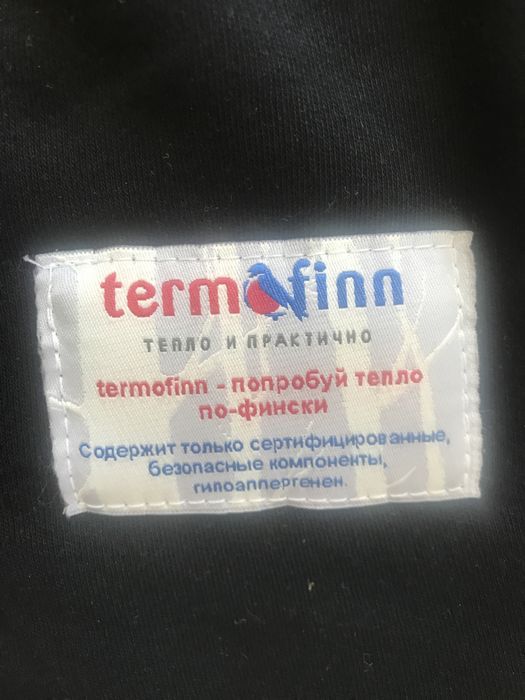 termofinn
ТЕПЛО И ПРАКТИЧНО
termofinn - попробуй тепло
по-фински
Содержит только сертифицированные,
безопасные компоненты,
гипоаллергенен.